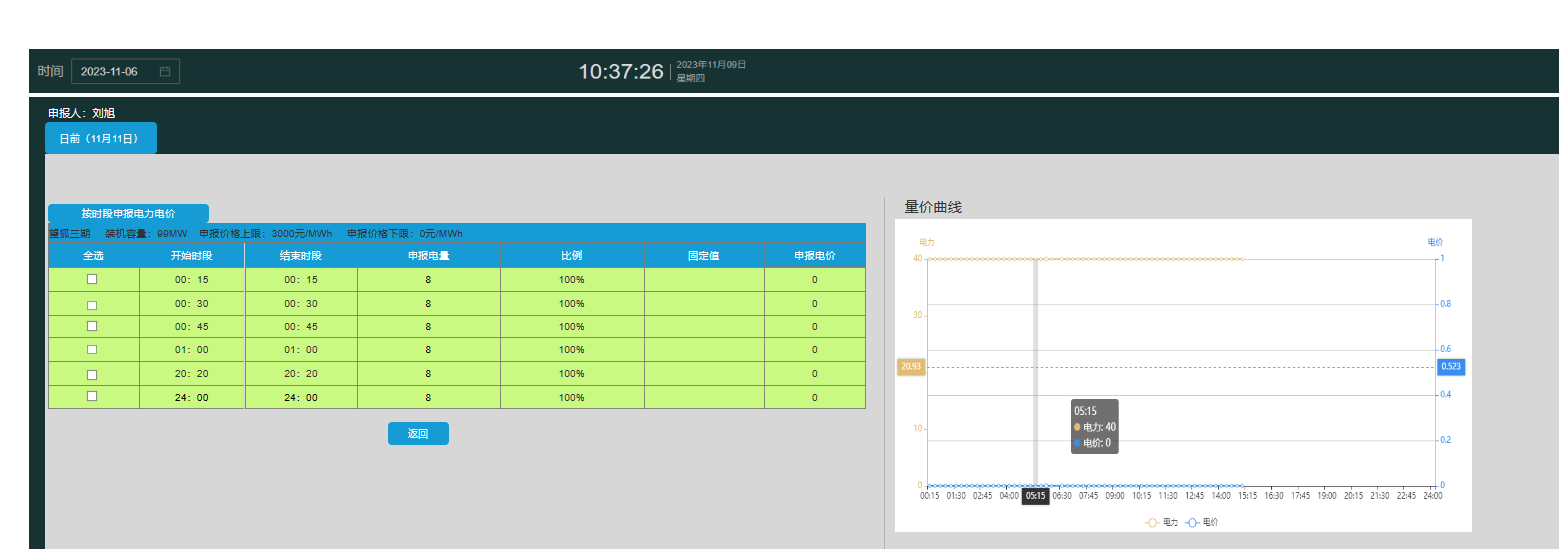 时间 2023-11-06
10:37:26 2023年11月09日
星期四
申报人：刘旭
日前（11月11日）
按时段申报电力电价
望狐三期 装机容量：99MW 申报价格上限：3000元/MWh 申报价格下限：0元/MWh
全选 开始时段 结束时段 申报电量 比例 固定值 申报电价
00：15 00：15 8 100% 0
00：30 00：30 8 100% 0
00：45 00：45 8 100% 0
01：00 01：00 8 100% 0
20：20 20：20 8 100% 0
24：00 24：00 8 100% 0
返回
量价曲线
电力 电价
40 1
0.8
30
0.6
20.93 0.523
0.4
05:15
电力: 40
电价: 0
10
0.2
0 0
00:15 01:30 02:45 04:00 05:15 06:30 07:45 09:00 10:15 11:30 12:45 14:00 15:15 16:30 17:45 19:00 20:15 21:30 22:45 24:00
电力 电价